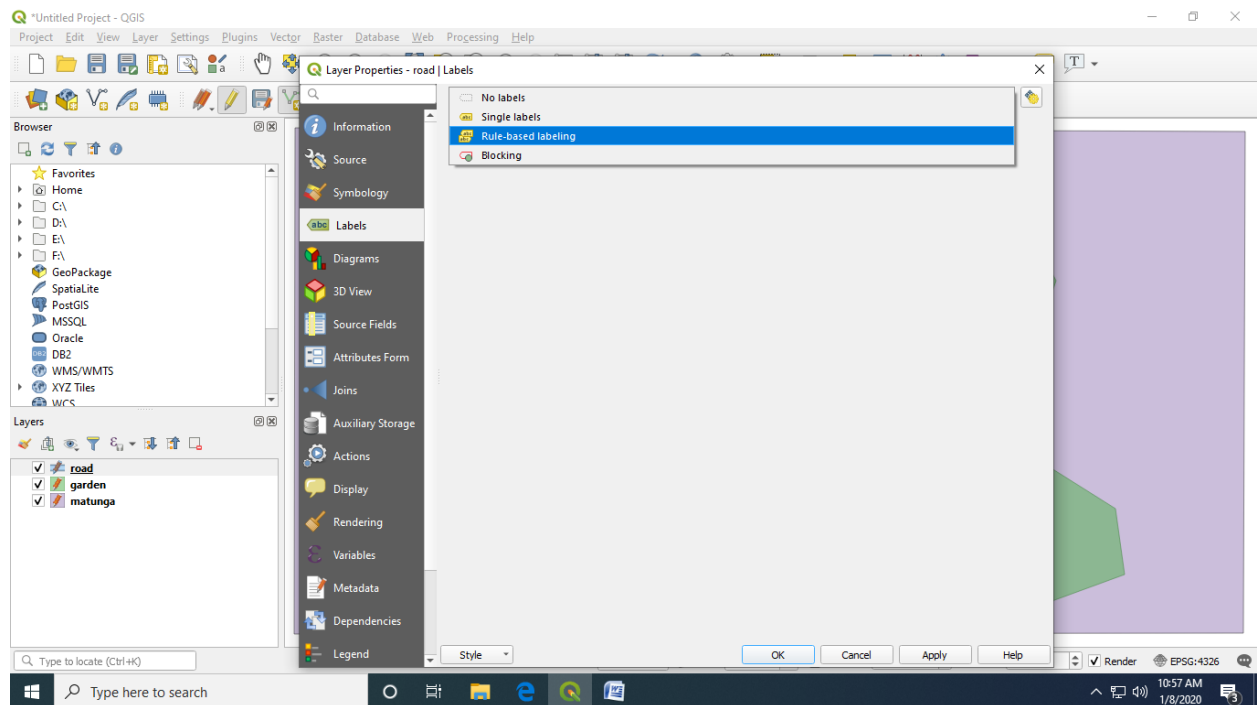 *Untitled Project - QGIS
Project Edit View Layer Settings Plugins Vector Raster Database Web Processing Help
Layer Properties - road | Labels
T
No labels
Single labels
Rule-based labeling
Blocking
Information
Source
Symbology
abc Labels
Diagrams
3D View
Source Fields
Attributes Form
Joins
Auxiliary Storage
Actions
Display
Rendering
Variables
Metadata
Dependencies
Legend
Style
OK
Cancel
Apply
Help
Browser
Favorites
Home
C:\
D:\
E:\
F:\
GeoPackage
SpatiaLite
PostGIS
MSSQL
Oracle
DB2 DB2
WMS/WMTS
XYZ Tiles
WCS
Layers
road
garden
matunga
Type to locate (Ctrl+K)
Render
EPSG:4326
Type here to search
10:57 AM
1/8/2020
3